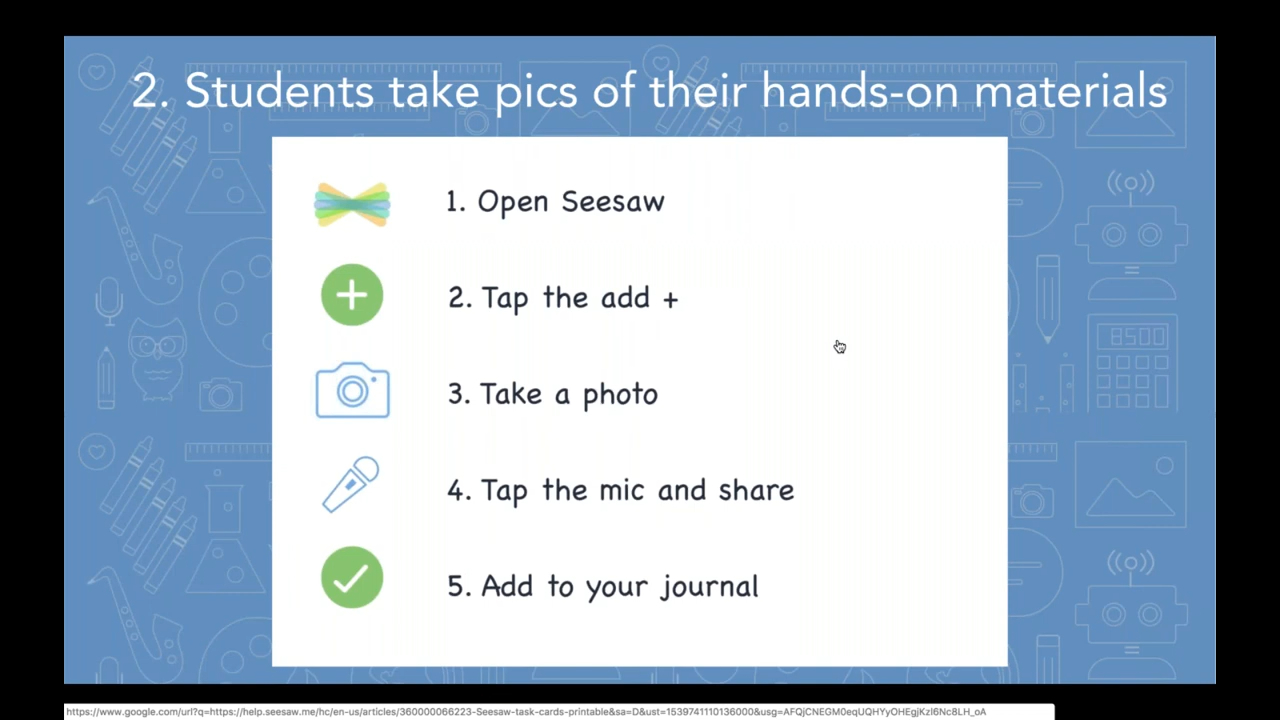 2. Students take pics of their hands-on materials
1. Open Seesaw
2. Tap the add +
3. Take a photo
4. Tap the mic and share
5. Add to your journal
8500
https://www.google.com/url?q=https://help.seesaw.me/hc/en-us/articles/360000066223-Seesaw-task-cards-printable&sa=D&ust=1539741110136000&usg=AFQjCNEGM0eqUQHYyOHEgjKzI6Nc8LH_oA